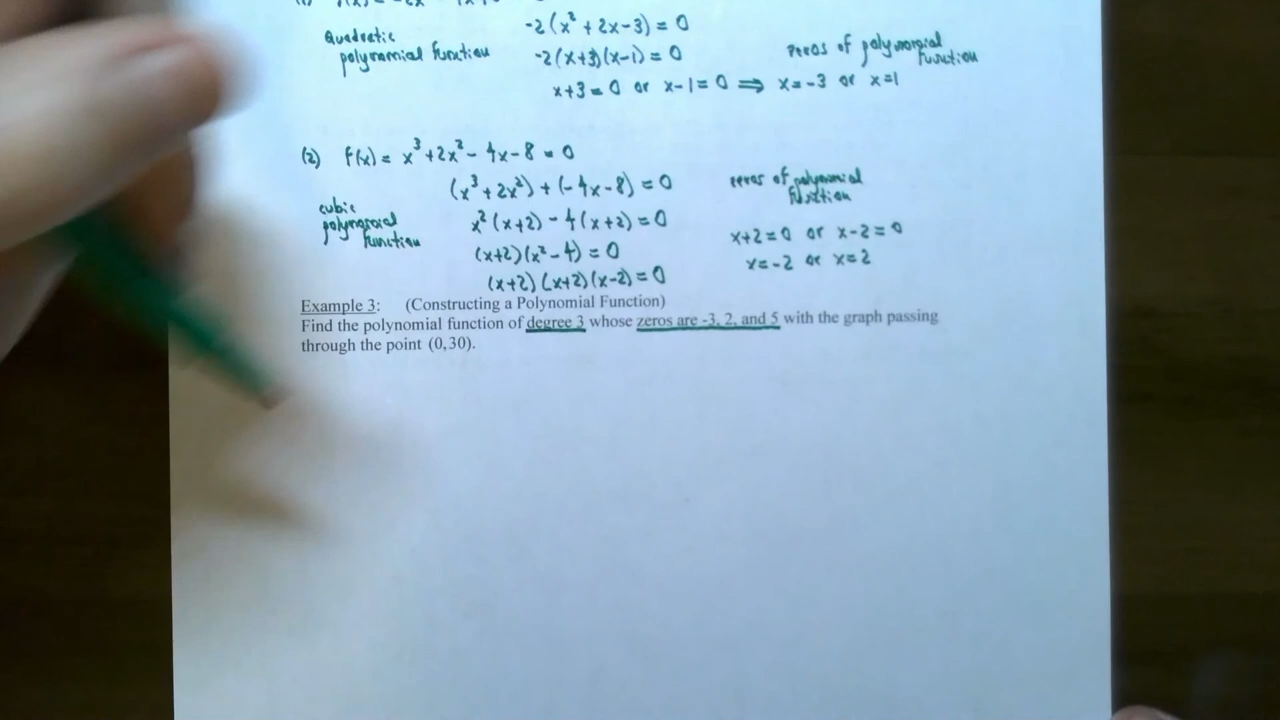 -2(x² + 2x - 3) = 0
Quadratic polynomial function
-2(x+3)(x-1) = 0
zeros of polynomial function
x+3 = 0 or x-1 = 0 ⟹ x = -3 or x = 1
(2) f(x) = x³ + 2x² - 4x - 8 = 0
(x³ + 2x²) + (-4x - 8) = 0
zeros of polynomial function
cubic polynomial function
x²(x+2) - 4(x+2) = 0
x+2 = 0 or x-2 = 0
(x+2)(x² - 4) = 0
x = -2 or x = 2
(x+2)(x+2)(x-2) = 0
Example 3: (Constructing a Polynomial Function)
Find the polynomial function of degree 3 whose zeros are -3, 2, and 5 with the graph passing
through the point (0,30).